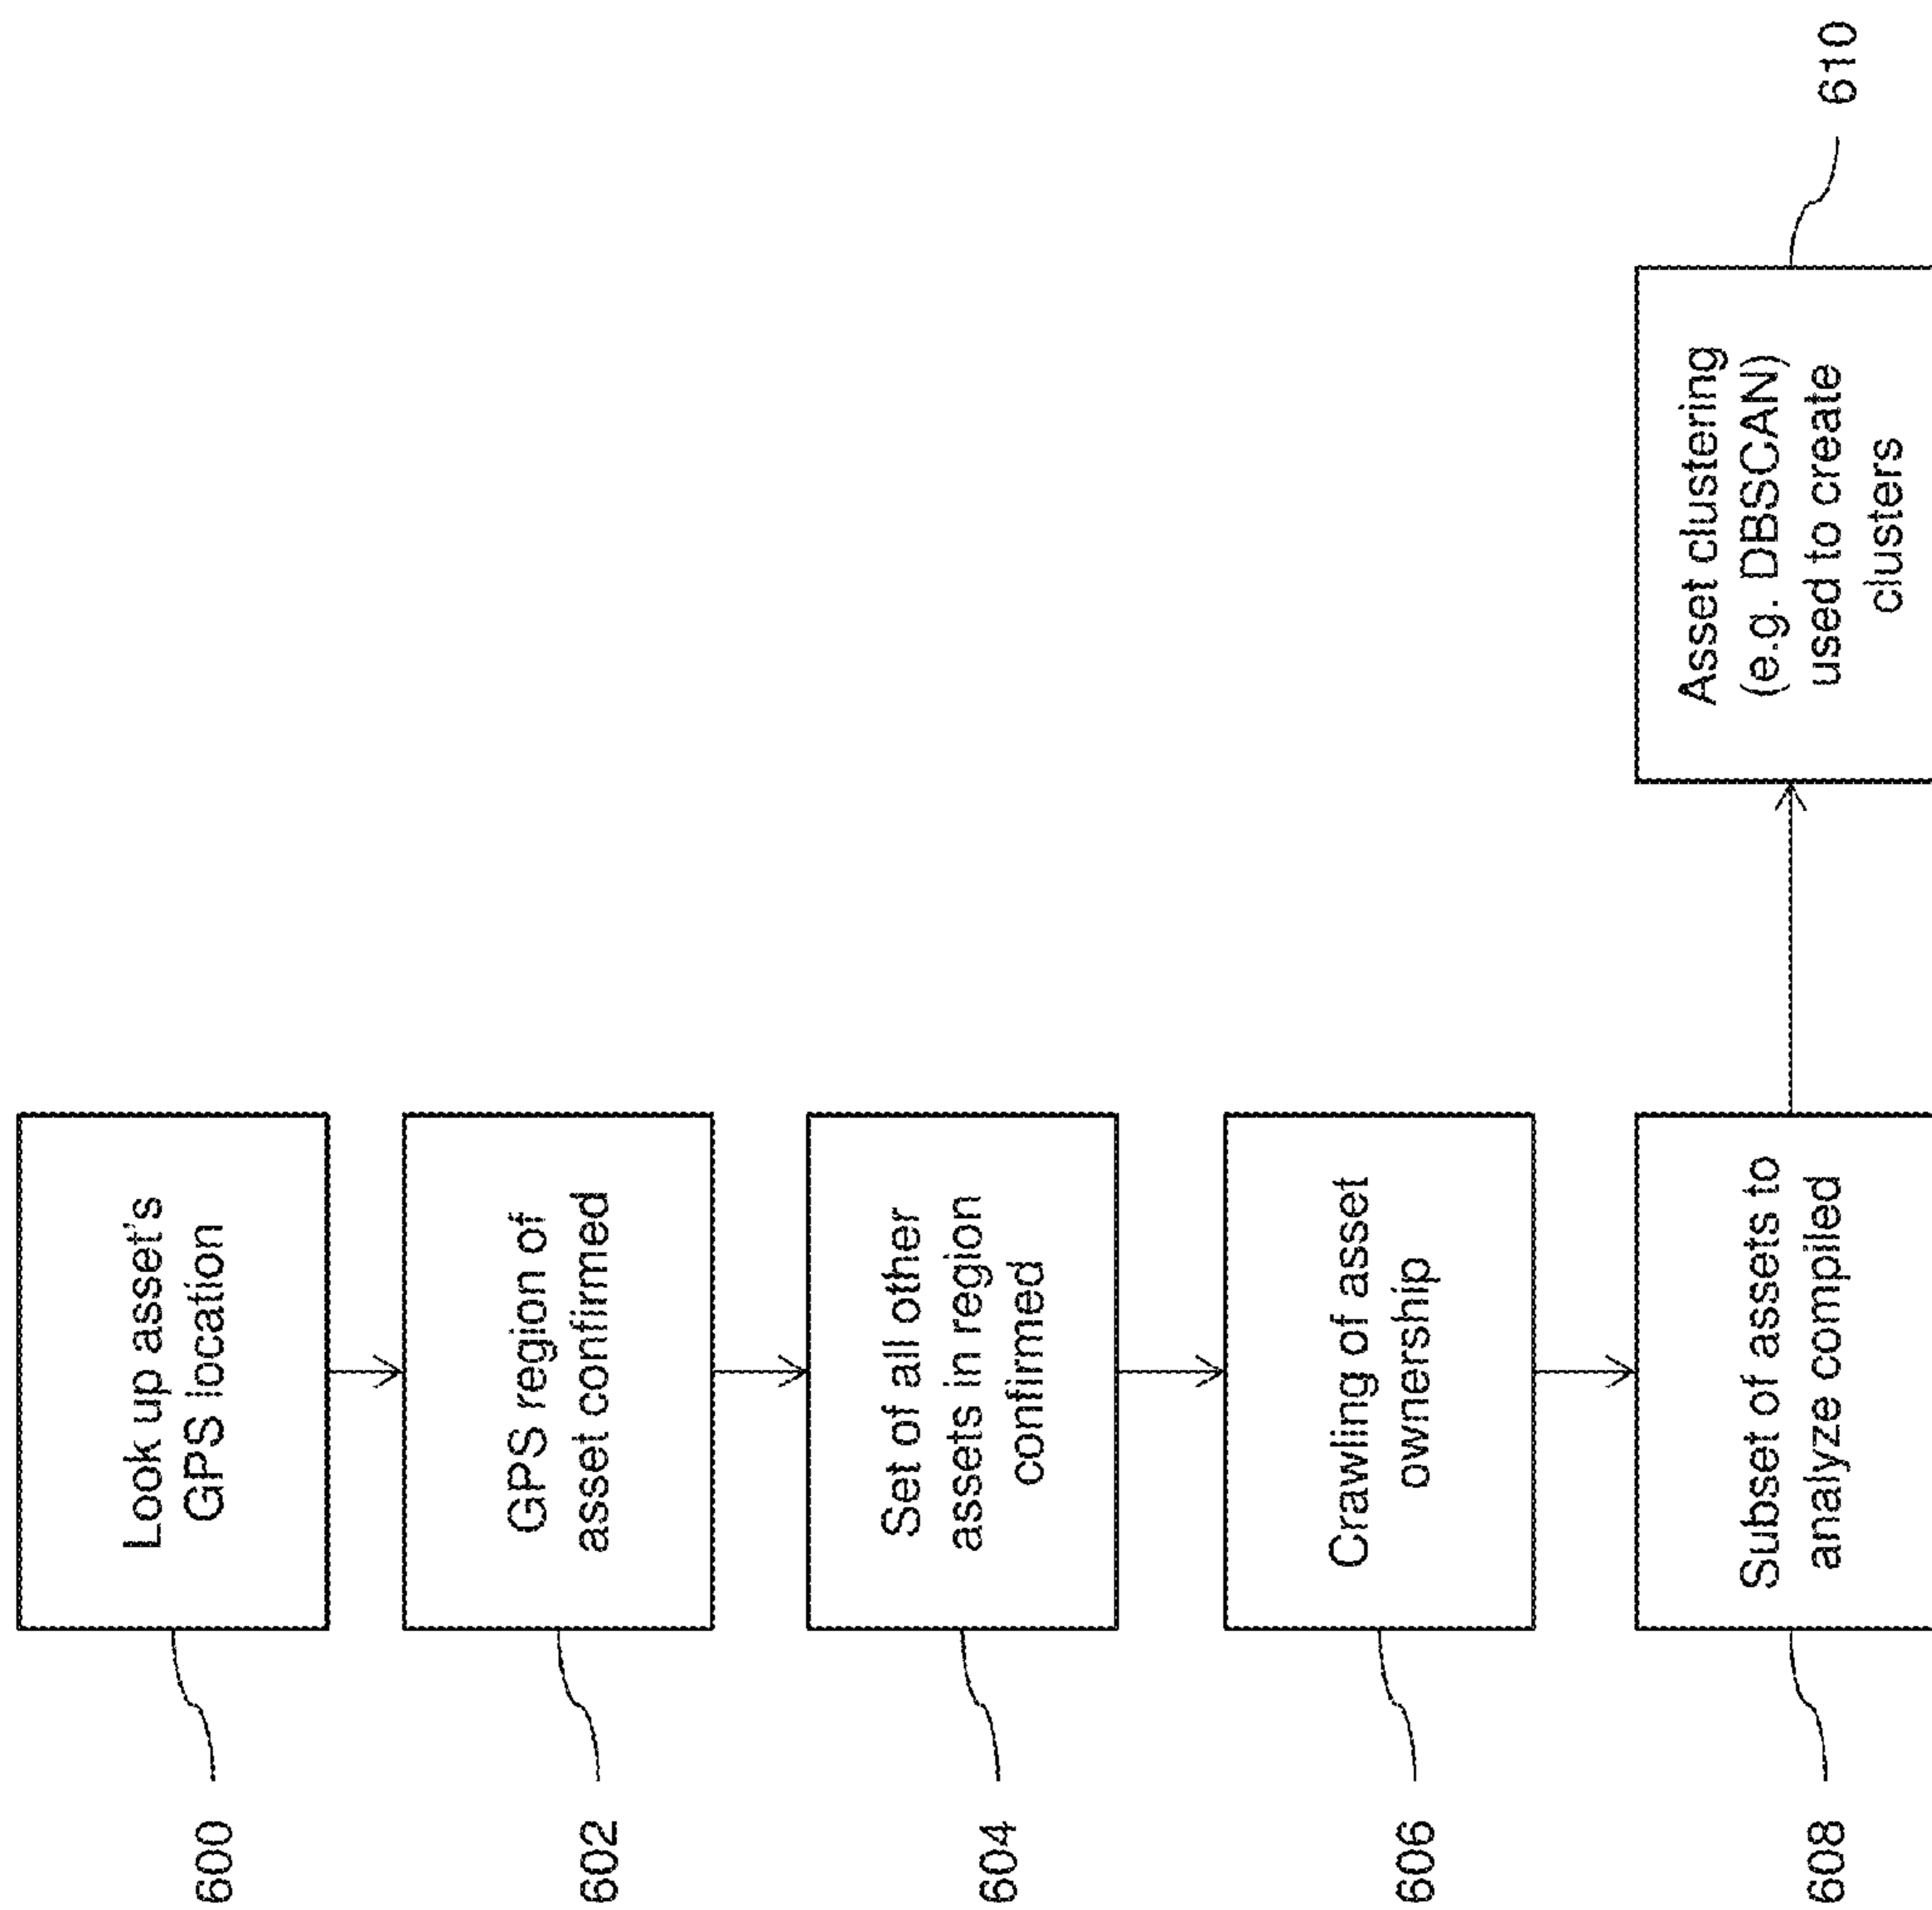 600
Look up asset's
GPS location
602
GPS region of
asset confirmed
604
Set of all other
assets in region
confirmed
606
Crawling of asset
ownership
608
Subset of assets to
analyze compiled
Asset clustering
(e.g. DBSCAN)
used to create
clusters
610